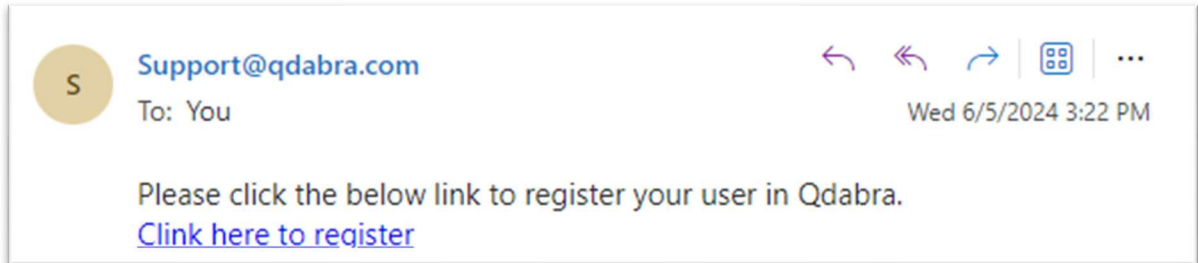 S
Support@qdabra.com
To: You
Wed 6/5/2024 3:22 PM
Please click the below link to register your user in Qdabra.
Clink here to register